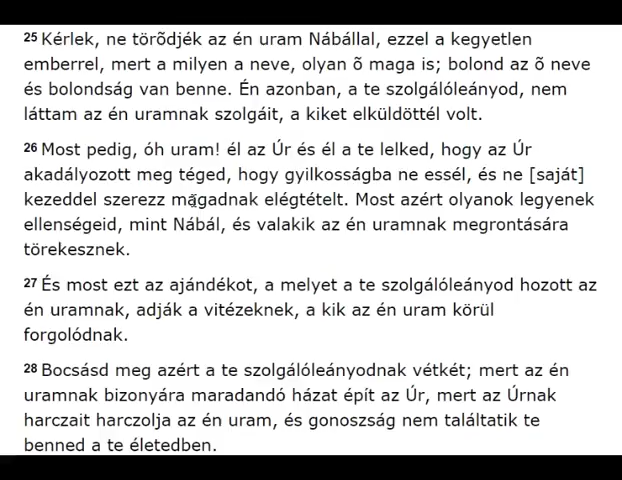 25 Kérlek, ne törõdjék az én uram Nábállal, ezzel a kegyetlen
emberrel, mert a milyen a neve, olyan õ maga is; bolond az õ neve
és bolondság van benne. Én azonban, a te szolgálóleányod, nem
láttam az én uramnak szolgáit, a kiket elküldöttél volt.
26 Most pedig, óh uram! él az Úr és él a te lelked, hogy az Úr
akadályozott meg téged, hogy gyilkosságba ne essél, és ne [saját]
kezeddel szerezz magadnak elégtételt. Most azért olyanok legyenek
ellenségeid, mint Nábál, és valakik az én uramnak megrontására
törekesznek.
27 És most ezt az ajándékot, a melyet a te szolgálóleányod hozott az
én uramnak, adják a vitézeknek, a kik az én uram körül
forgolódnak.
28 Bocsásd meg azért a te szolgálóleányodnak vétkét; mert az én
uramnak bizonyára maradandó házat épít az Úr, mert az Úrnak
harczait harczolja az én uram, és gonoszság nem találtatik te
benned a te életedben.